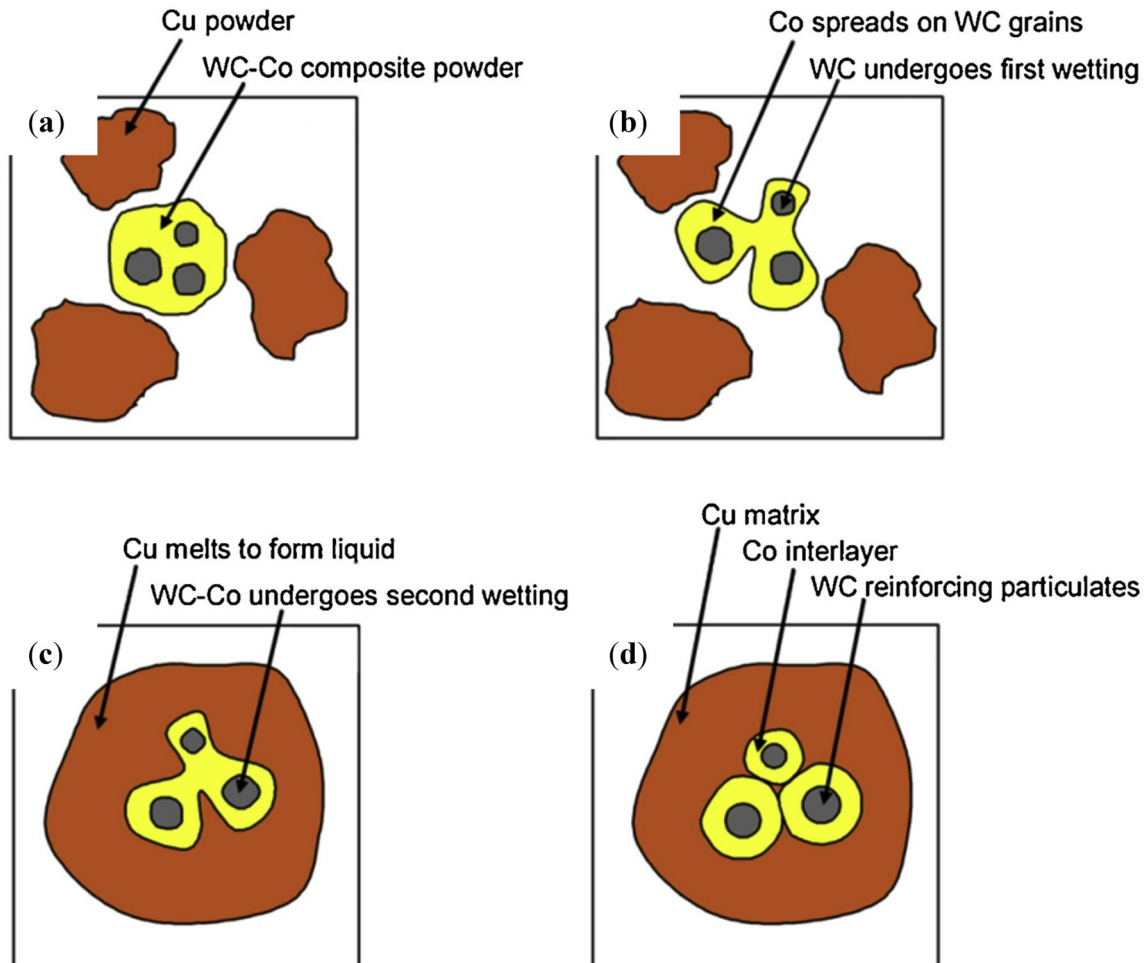 Cu powder
WC-Co composite powder
(a)
Co spreads on WC grains
WC undergoes first wetting
(b)
Cu melts to form liquid
WC-Co undergoes second wetting
(c)
Cu matrix
Co interlayer
WC reinforcing particulates
(d)